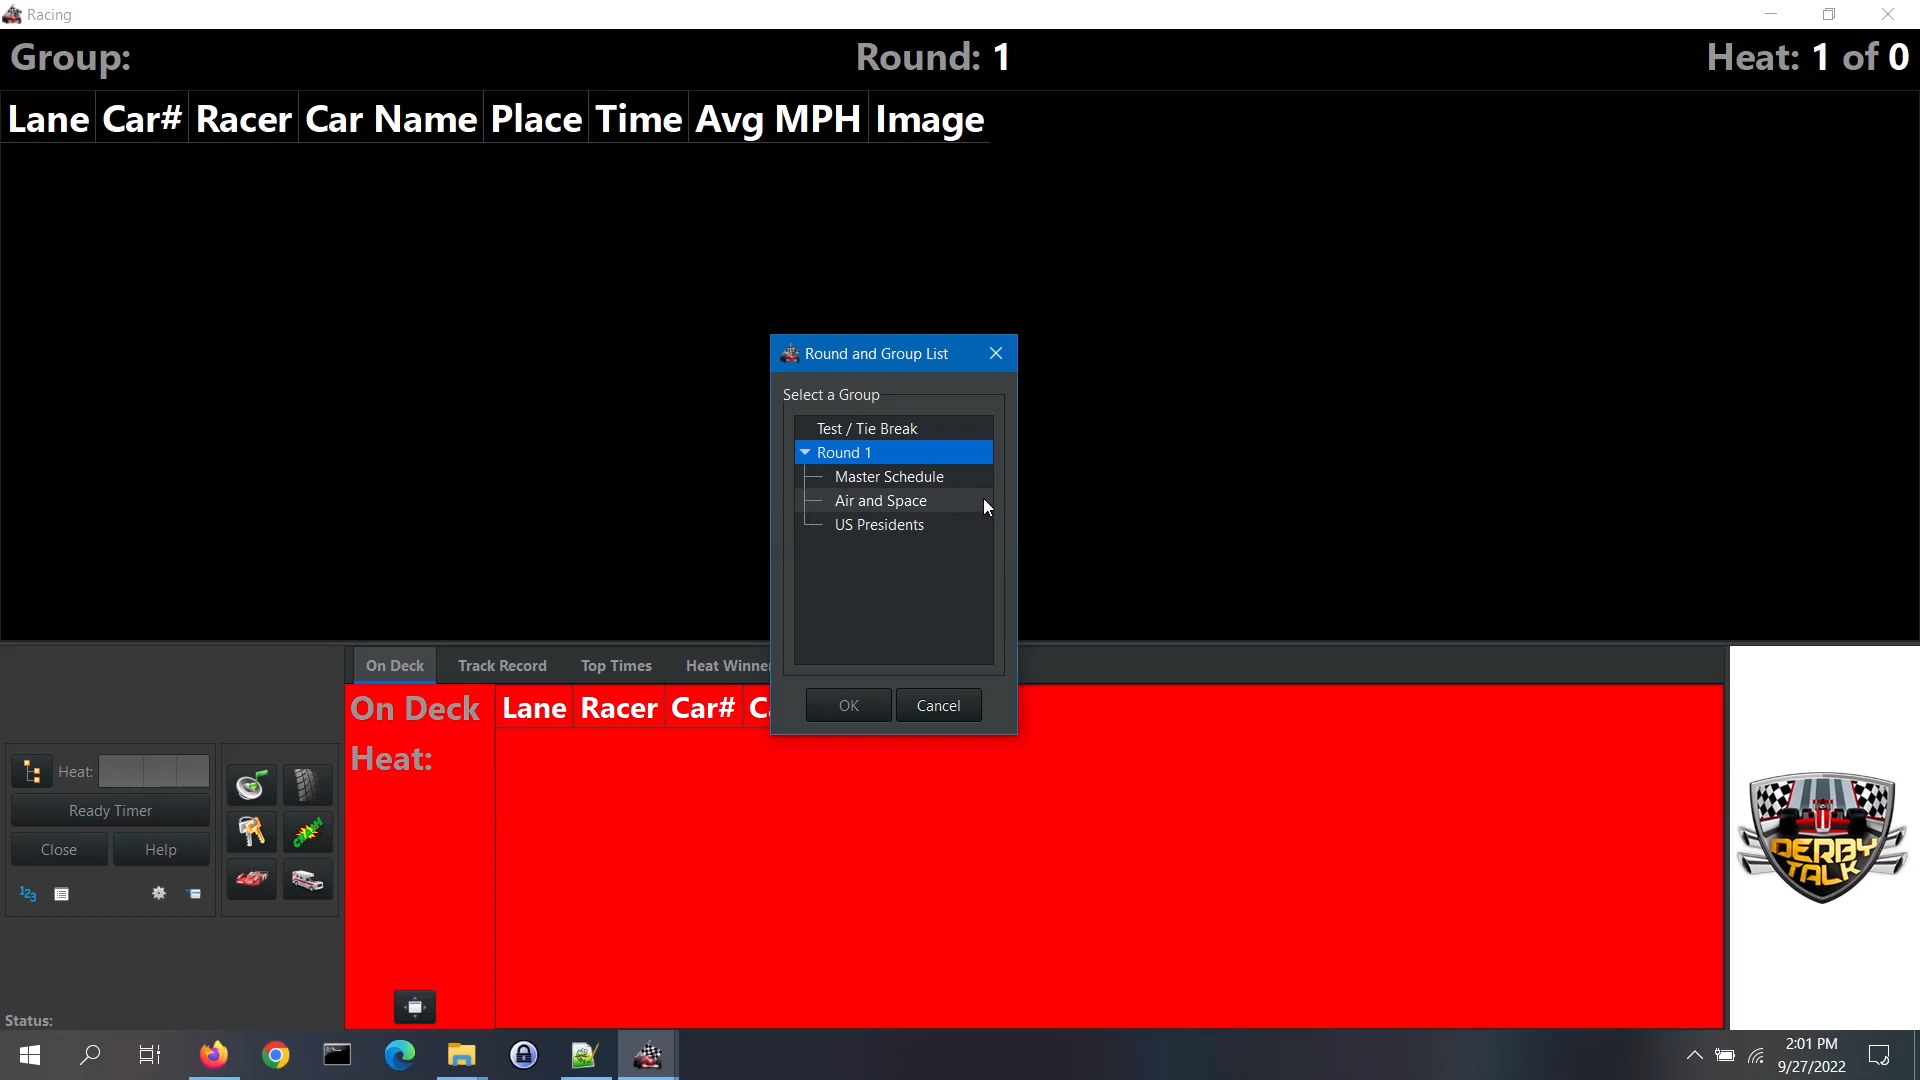 Racing
Group:
Round: 1
Heat: 1 of 0
Lane Car# Racer Car Name Place Time Avg MPH Image
Round and Group List
Select a Group
Test / Tie Break
Round 1
Master Schedule
Air and Space
US Presidents
OK
Cancel
On Deck Track Record Top Times Heat Winner
On Deck
Lane Racer Car#
Heat:
Heat:
Ready Timer
Close
Help
123
CRASH
DERBY
TALK
Status:
2:01 PM
9/27/2022